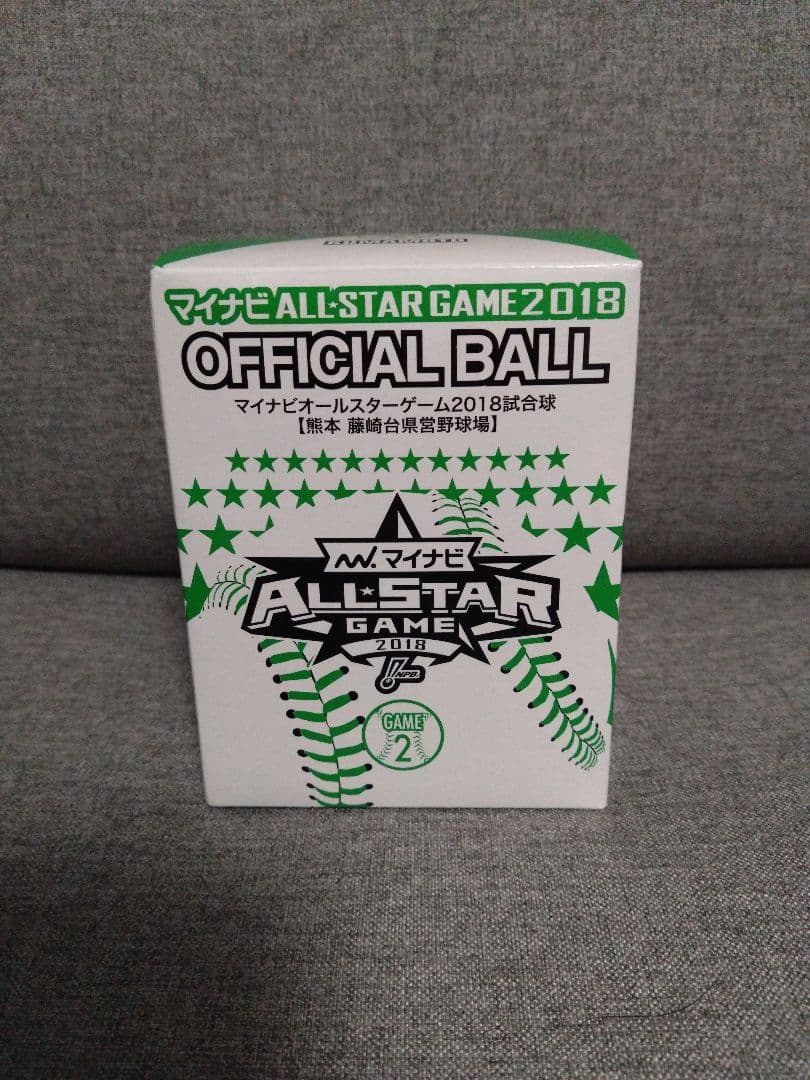 KUMAMOTO
マイナビ ALL★STAR GAME 2018
OFFICIAL BALL
マイナビオールスターゲーム2018試合球
【熊本 藤崎台県営野球場】
マイナビ
ALL★STAR
GAME
2018
NPB
GAME
2